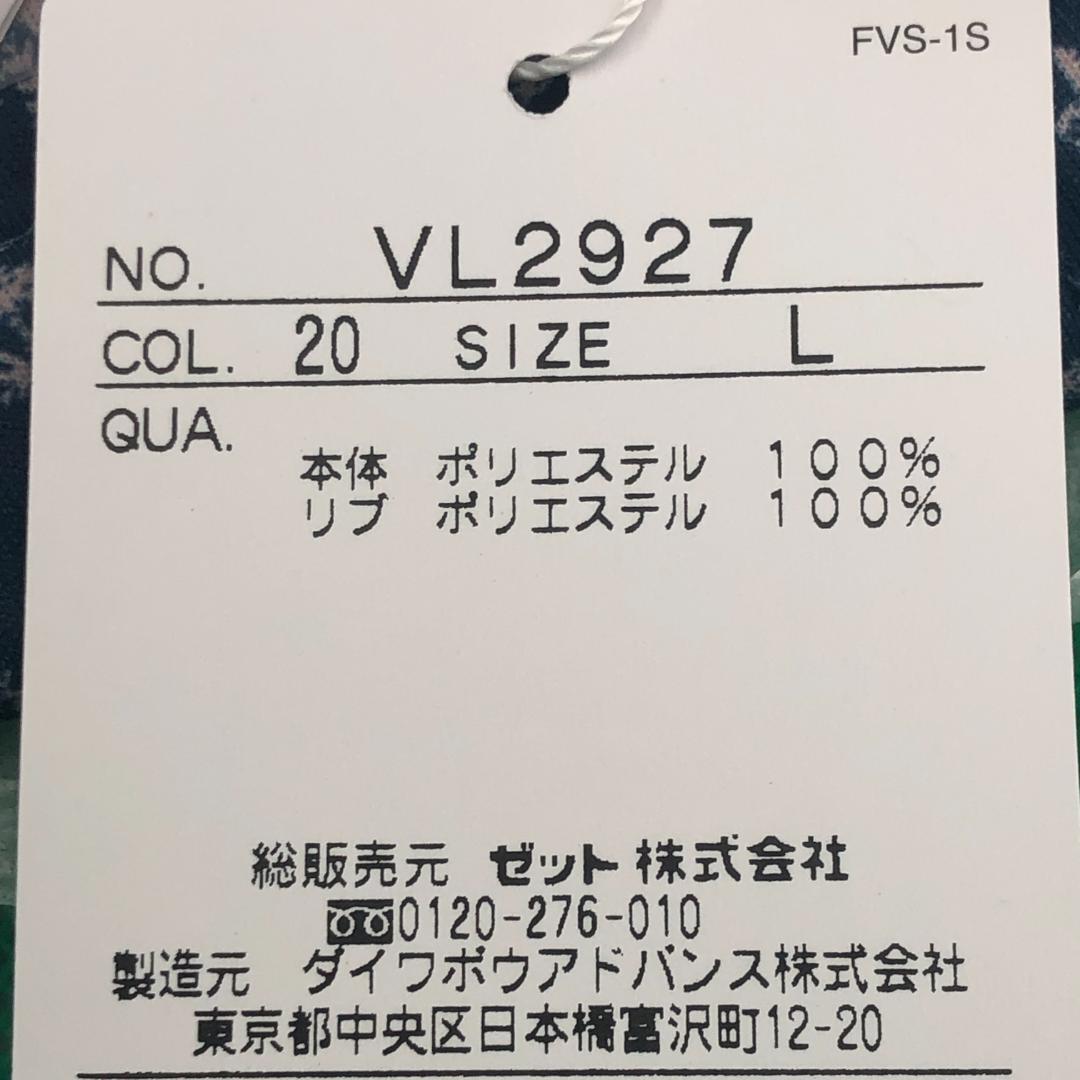 FVS-1S
NO. VL2927
COL. 20 SIZE L
QUA.
本体 ポリエステル 100%
リブ ポリエステル 100%
総販売元 ゼット株式会社
0120-276-010
製造元 ダイワボウアドバンス株式会社
東京都中央区日本橋富沢町12-20